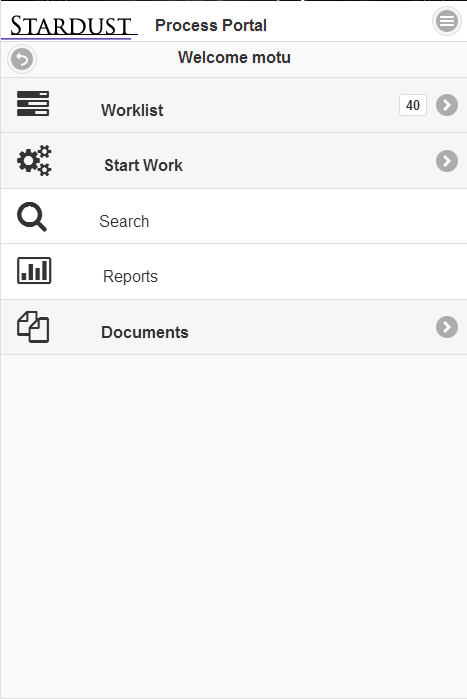 STARDUST Process Portal
Welcome motu
Worklist 40
Start Work
Search
Reports
Documents